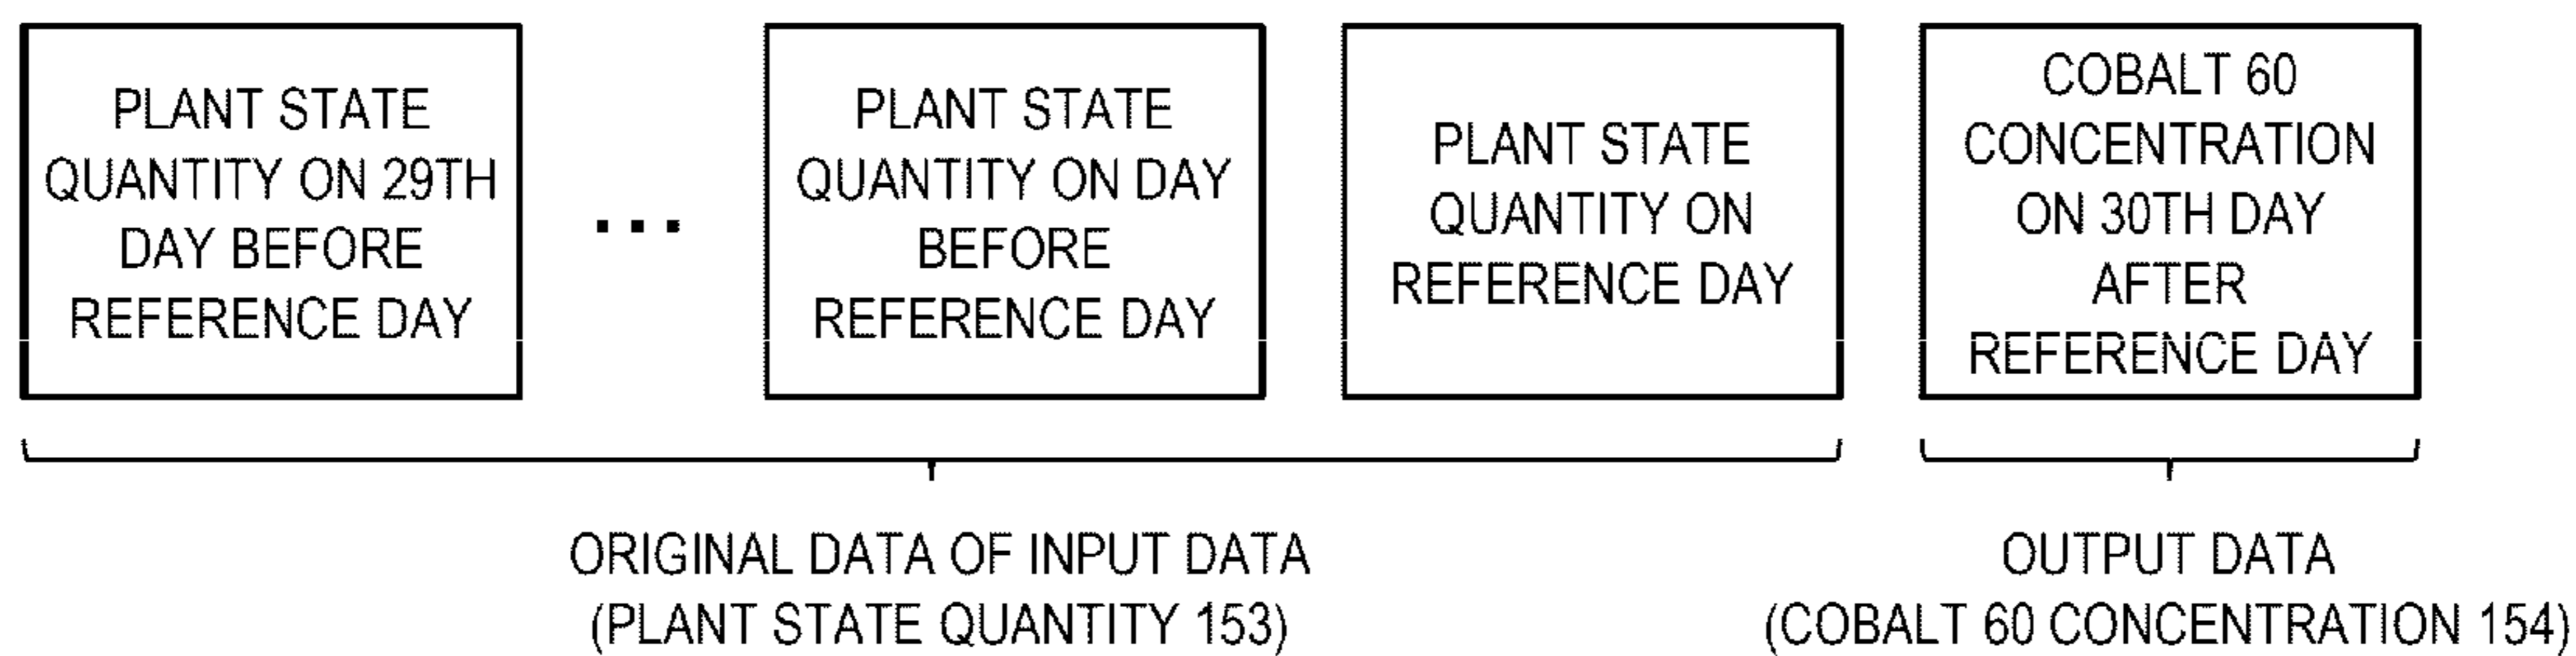 PLANT STATE
QUANTITY ON 29TH
DAY BEFORE
REFERENCE DAY
...
PLANT STATE
QUANTITY ON DAY
BEFORE
REFERENCE DAY
PLANT STATE
QUANTITY ON
REFERENCE DAY
COBALT 60
CONCENTRATION
ON 30TH DAY
AFTER
REFERENCE DAY
ORIGINAL DATA OF INPUT DATA
(PLANT STATE QUANTITY 153)
OUTPUT DATA
(COBALT 60 CONCENTRATION 154)